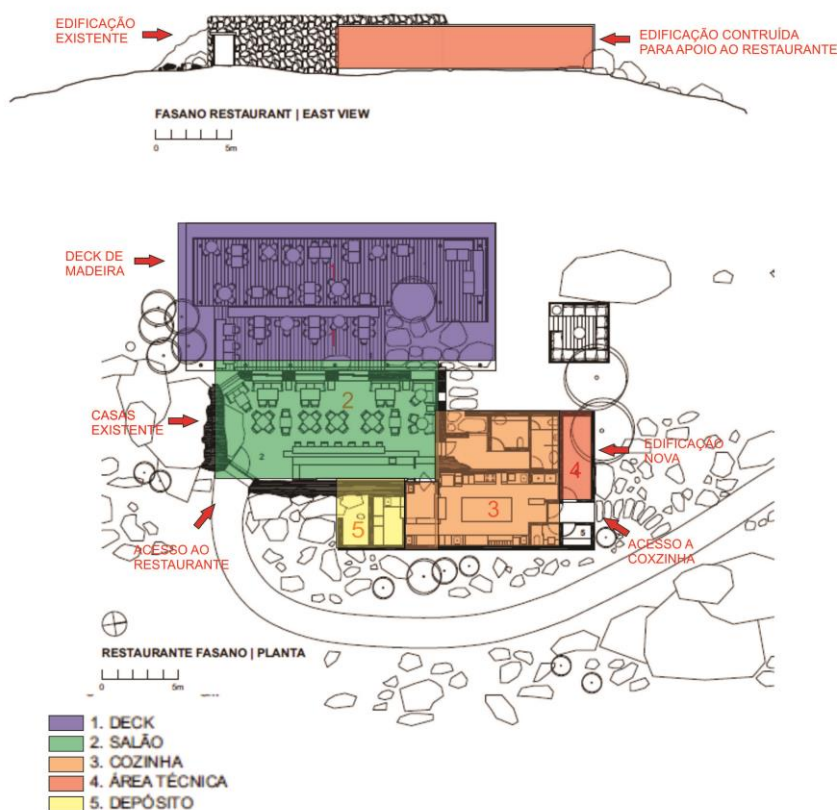 EDIFICAÇÃO
EXISTENTE
EDIFICAÇÃO CONTRUÍDA
PARA APOIO AO RESTAURANTE
FASANO RESTAURANT | EAST VIEW
0 5m
DECK DE
MADEIRA
1
1
2
CASAS
EXISTENTE
2
EDIFICAÇÃO
NOVA
4
3
5
5
ACESSO AO
RESTAURANTE
ACESSO A
COXZINHA
RESTAURANTE FASANO | PLANTA
0 5m
1. DECK
2. SALÃO
3. COZINHA
4. ÁREA TÉCNICA
5. DEPÓSITO